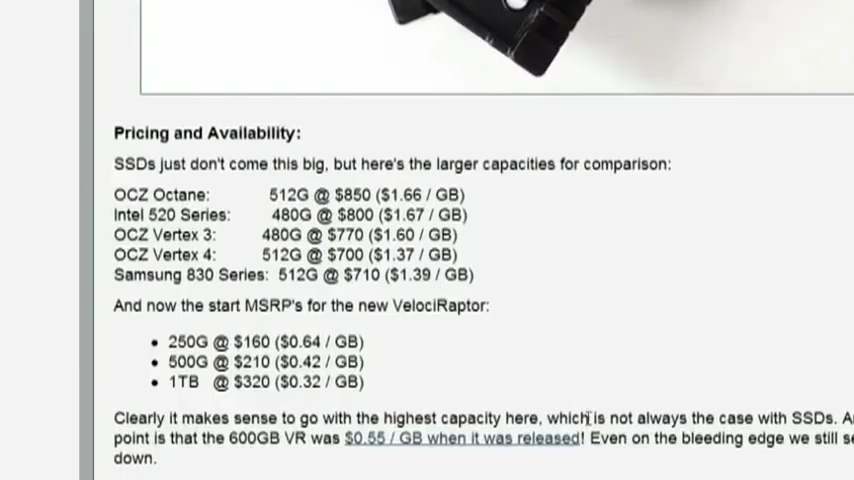 Pricing and Availability:
SSDs just don't come this big, but here's the larger capacities for comparison:
OCZ Octane: 512G @ $850 ($1.66 / GB)
Intel 520 Series: 480G @ $800 ($1.67 / GB)
OCZ Vertex 3: 480G @ $770 ($1.60 / GB)
OCZ Vertex 4: 512G @ $700 ($1.37 / GB)
Samsung 830 Series: 512G @ $710 ($1.39 / GB)
And now the start MSRP's for the new VelociRaptor:
• 250G @ $160 ($0.64 / GB)
• 500G @ $210 ($0.42 / GB)
• 1TB @ $320 ($0.32 / GB)
Clearly it makes sense to go with the highest capacity here, which is not always the case with SSDs.
point is that the 600GB VR was $0.55 / GB when it was released! Even on the bleeding edge we still
down.